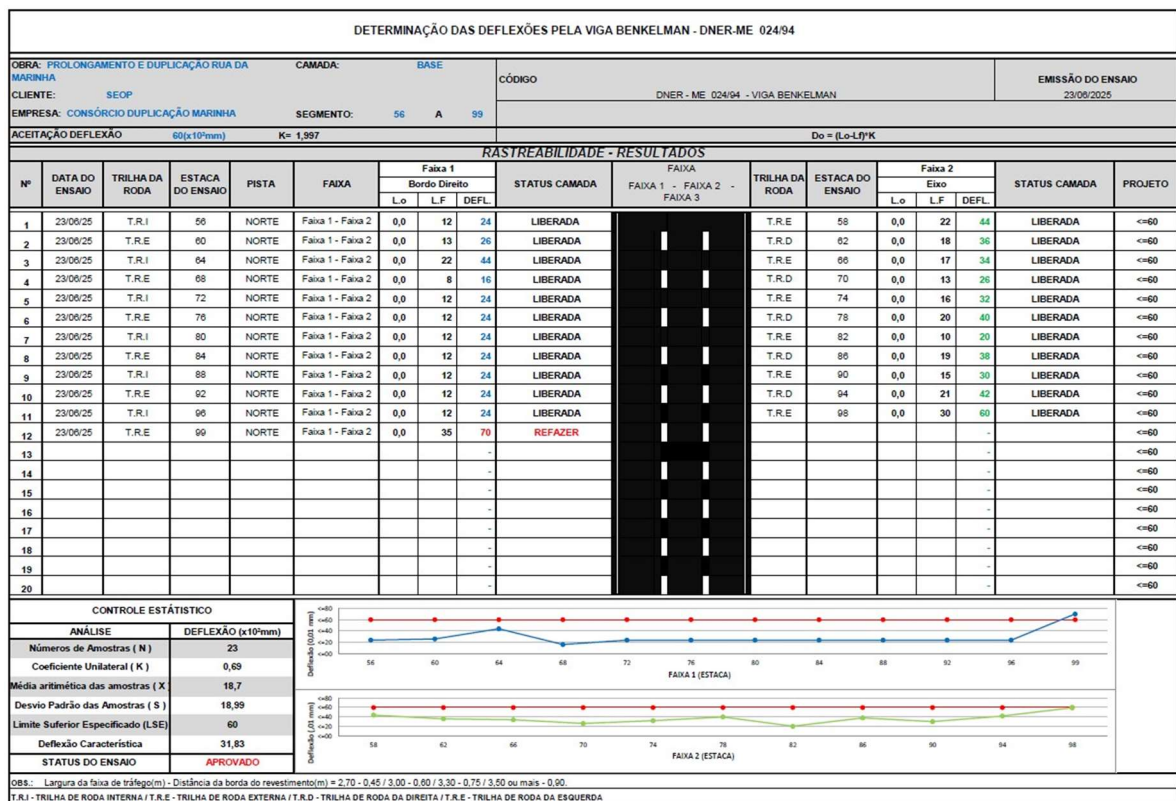 DETERMINAÇÃO DAS DEFLEXÕES PELA VIGA BENKELMAN - DNER-ME 024/94
OBRA: PROLONGAMENTO E DUPLICAÇÃO RUA DA MARINHA CAMADA: BASE
CLIENTE: SEOP
EMPRESA: CONSÓRCIO DUPLICAÇÃO MARINHA SEGMENTO: 56 A 99
CÓDIGO EMISSÃO DO ENSAIO
DNER - ME 024/94 - VIGA BENKELMAN 23/06/2025
ACEITAÇÃO DEFLEXÃO 60(x10²mm) K= 1,997 Do = (Lo-Lf)*K
RASTREABILIDADE - RESULTADOS
Nº DATA DO ENSAIO TRILHA DA RODA ESTACA DO ENSAIO PISTA FAIXA Faixa 1 Bordo Direito L.o L.F DEFL. STATUS CAMADA FAIXA FAIXA 1 - FAIXA 2 - FAIXA 3 TRILHA DA RODA ESTACA DO ENSAIO Faixa 2 Eixo L.o L.F DEFL. STATUS CAMADA PROJETO
1 23/06/25 T.R.I 56 NORTE Faixa 1 - Faixa 2 0,0 12 24 LIBERADA T.R.E 58 0,0 22 44 LIBERADA <=60
2 23/06/25 T.R.E 60 NORTE Faixa 1 - Faixa 2 0,0 13 26 LIBERADA T.R.D 62 0,0 18 36 LIBERADA <=60
3 23/06/25 T.R.I 64 NORTE Faixa 1 - Faixa 2 0,0 22 44 LIBERADA T.R.E 66 0,0 17 34 LIBERADA <=60
4 23/06/25 T.R.E 68 NORTE Faixa 1 - Faixa 2 0,0 8 16 LIBERADA T.R.D 70 0,0 13 26 LIBERADA <=60
5 23/06/25 T.R.I 72 NORTE Faixa 1 - Faixa 2 0,0 12 24 LIBERADA T.R.E 74 0,0 16 32 LIBERADA <=60
6 23/06/25 T.R.E 76 NORTE Faixa 1 - Faixa 2 0,0 12 24 LIBERADA T.R.D 78 0,0 20 40 LIBERADA <=60
7 23/06/25 T.R.I 80 NORTE Faixa 1 - Faixa 2 0,0 12 24 LIBERADA T.R.E 82 0,0 10 20 LIBERADA <=60
8 23/06/25 T.R.E 84 NORTE Faixa 1 - Faixa 2 0,0 12 24 LIBERADA T.R.D 86 0,0 19 38 LIBERADA <=60
9 23/06/25 T.R.I 88 NORTE Faixa 1 - Faixa 2 0,0 12 24 LIBERADA T.R.E 90 0,0 15 30 LIBERADA <=60
10 23/06/25 T.R.E 92 NORTE Faixa 1 - Faixa 2 0,0 12 24 LIBERADA T.R.D 94 0,0 21 42 LIBERADA <=60
11 23/06/25 T.R.I 96 NORTE Faixa 1 - Faixa 2 0,0 12 24 LIBERADA T.R.E 98 0,0 30 60 LIBERADA <=60
12 23/06/25 T.R.E 99 NORTE Faixa 1 - Faixa 2 0,0 35 70 REFAZER - <=60
13 - - <=60
14 - - <=60
15 - - <=60
16 - - <=60
17 - - <=60
18 - - <=60
19 - - <=60
20 - - <=60
CONTROLE ESTÁTISTICO
ANÁLISE DEFLEXÃO (x10²mm)
Números de Amostras ( N ) 23
Coeficiente Unilateral ( K ) 0,69
Média aritimética das amostras ( X ) 18,7
Desvio Padrão das Amostras ( S ) 18,99
Limite Suferior Especificado (LSE) 60
Deflexão Característica 31,83
STATUS DO ENSAIO APROVADO
Deflexão [0,01 mm)
<=80
<=60
<=40
<=20
<=00
56 60 64 68 72 76 80 84 88 92 96 99
FAIXA 1 (ESTACA)
Deflexão [,01 mm)
<=80
<=60
<=40
<=20
<=00
58 62 66 70 74 78 82 86 90 94 98
FAIXA 2 (ESTACA)
OBS.: Largura da faixa de tráfego(m) - Distância da borda do revestimento(m) = 2,70 - 0,45 / 3,00 - 0,60 / 3,30 - 0,75 / 3,50 ou mais - 0,90.
T.R.I - TRILHA DE RODA INTERNA / T.R.E - TRILHA DE RODA EXTERNA / T.R.D - TRILHA DE RODA DA DIREITA / T.R.E - TRILHA DE RODA DA ESQUERDA